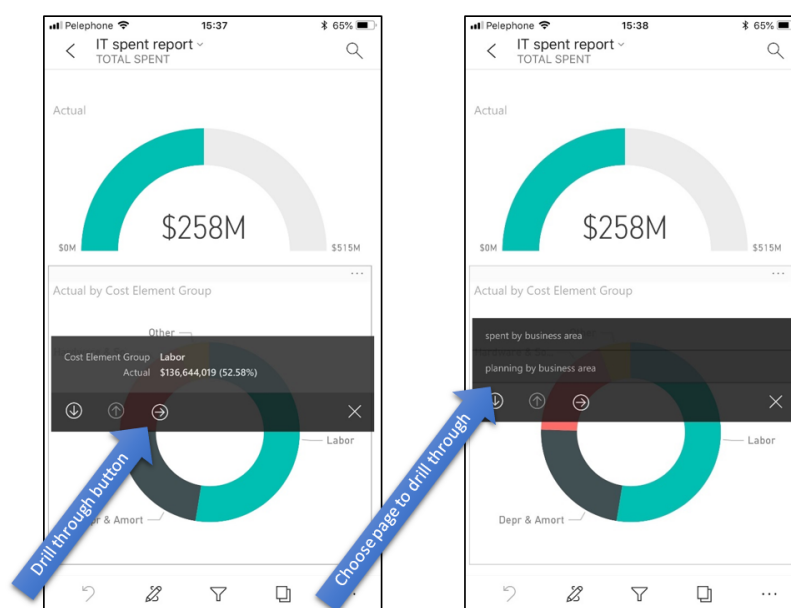 Pelephone 15:37 65%
IT spent report
TOTAL SPENT
Actual
$258M
$0M $515M
...
Actual by Cost Element Group
Other
Cost Element Group Labor
Actual $136,644,019 (52.58%)
Labor
Depr & Amort
Drill through button
...
Pelephone 15:38 65%
IT spent report
TOTAL SPENT
Actual
$258M
$0M $515M
...
Actual by Cost Element Group
spent by business area
planning by business area
Labor
Depr & Amort
Choose page to drill through
...